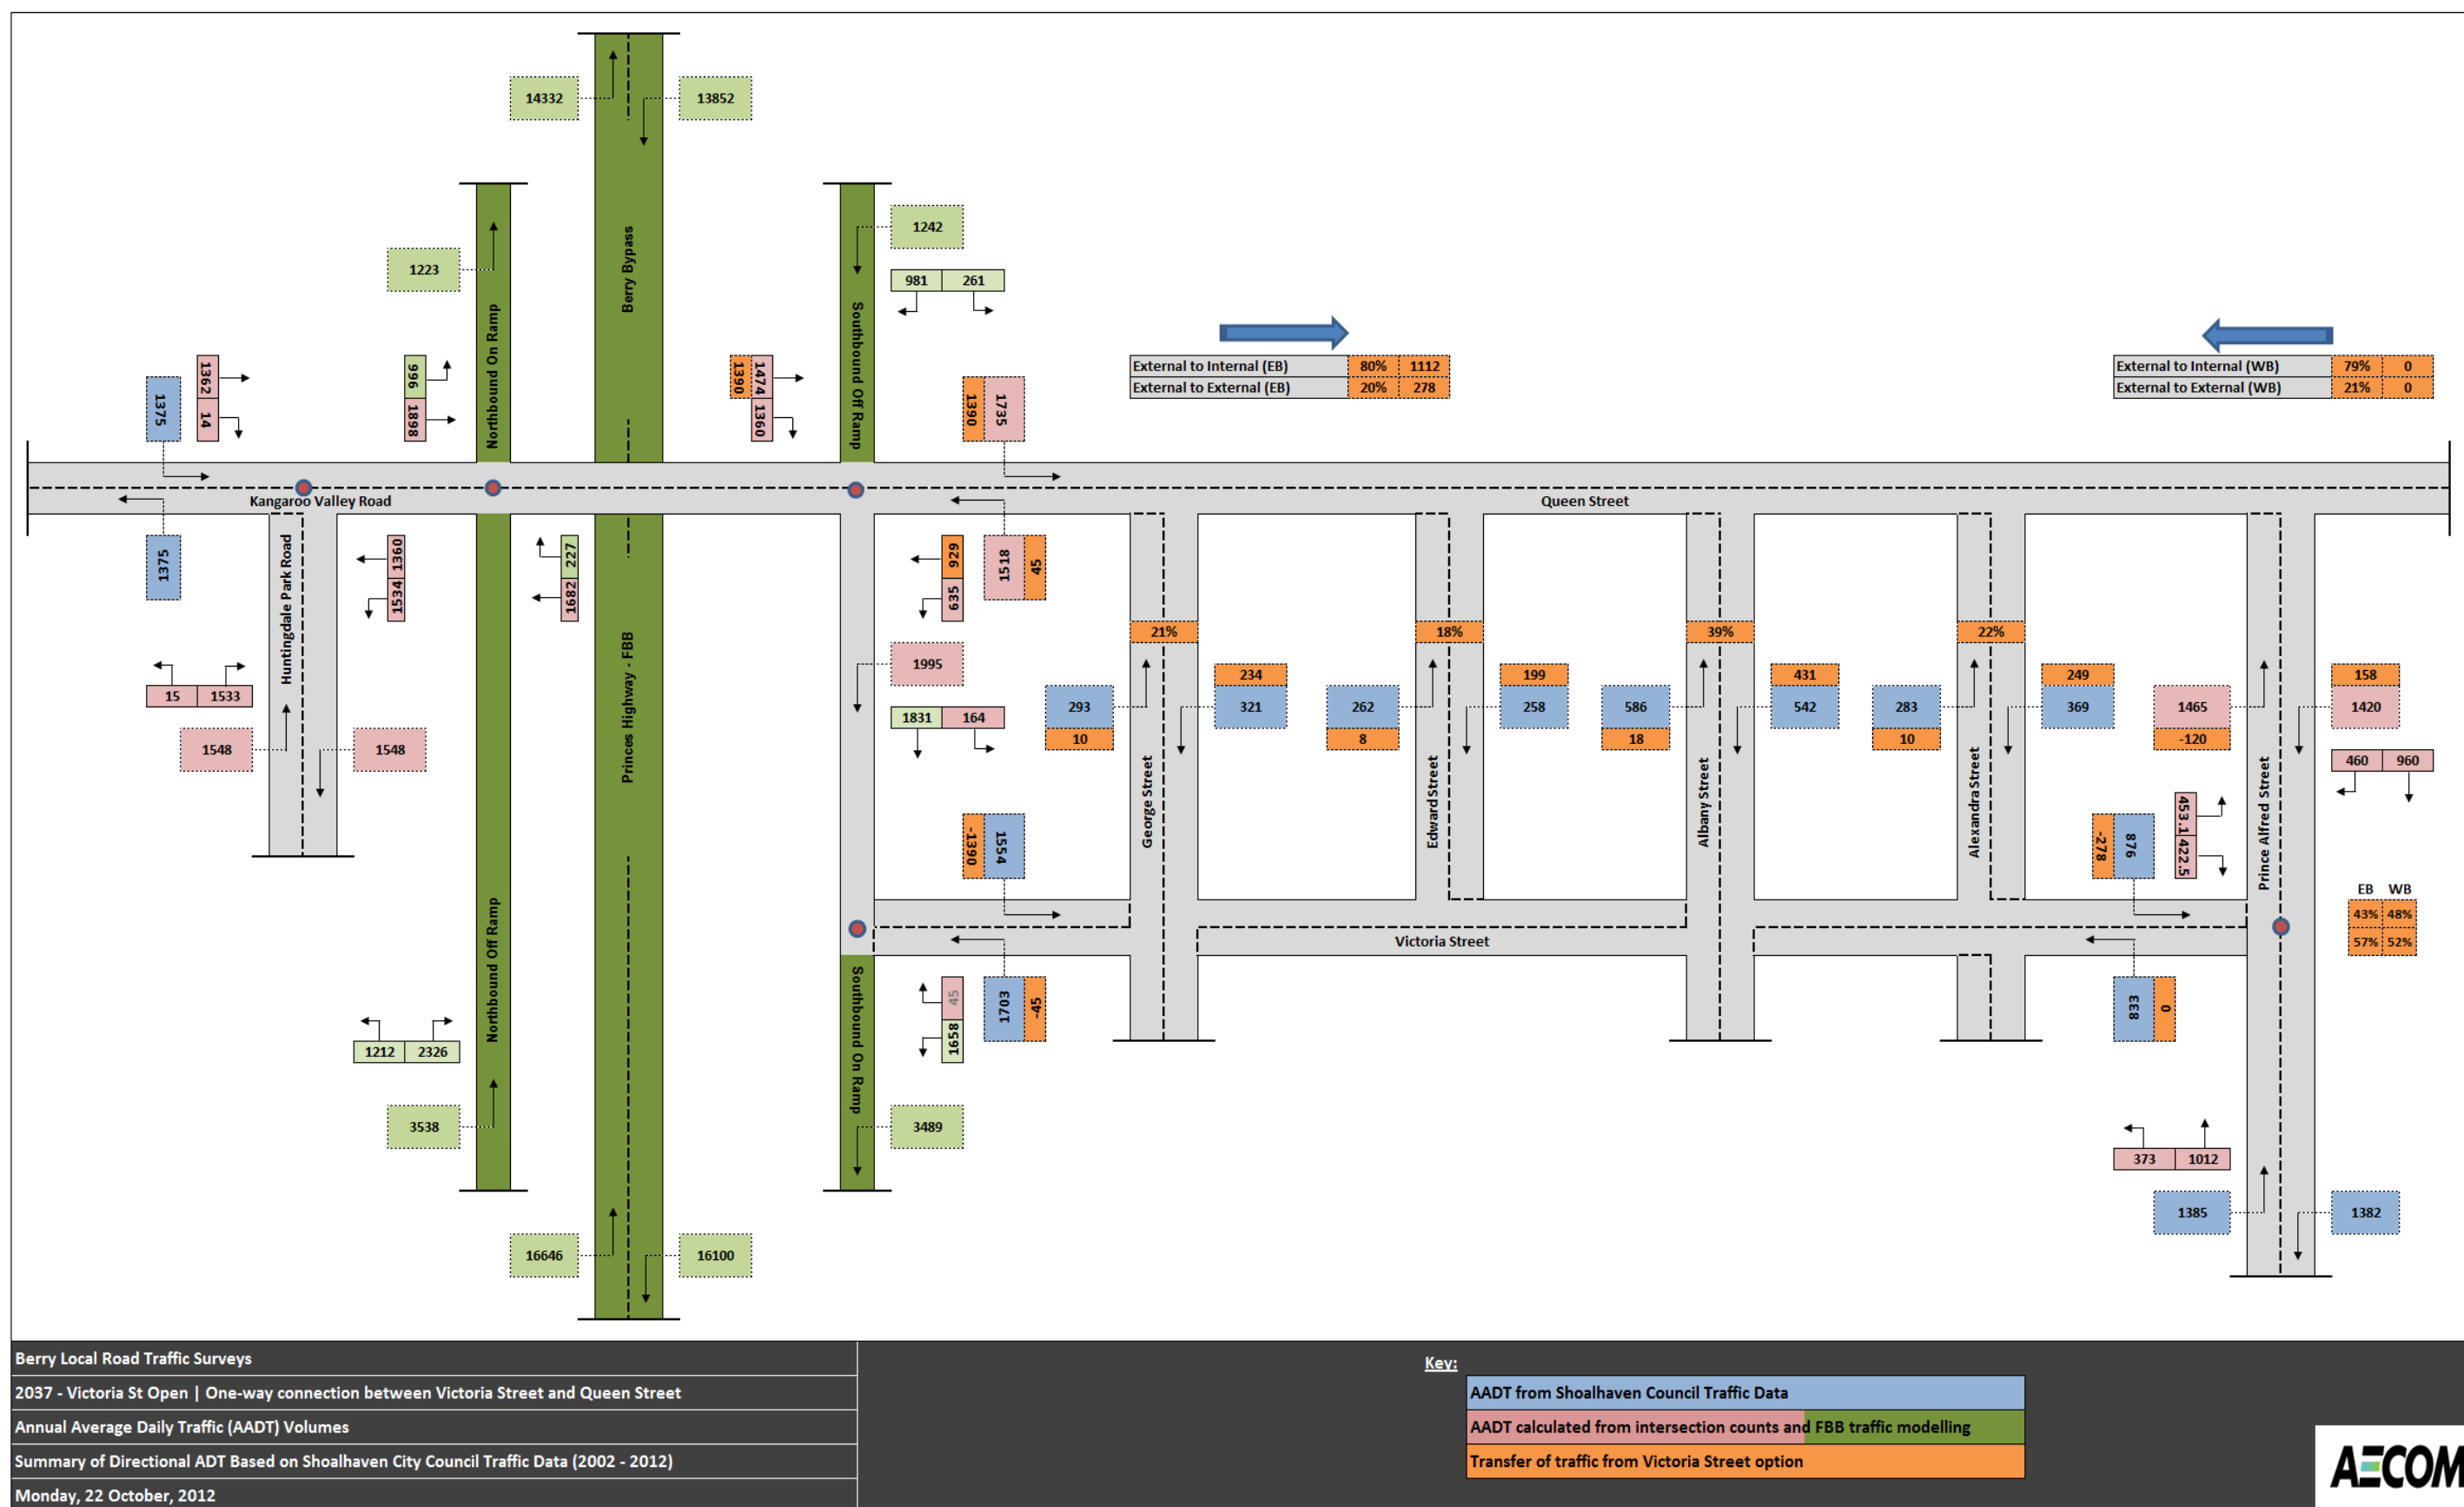 14332
13852
1242
1223
981 261
Berry Bypass
Northbound On Ramp
Southbound Off Ramp
External to Internal (EB) 80% 1112
External to External (EB) 20% 278
External to Internal (WB) 79% 0
External to External (WB) 21% 0
1375
1362 14
996 1898
1390
1474 1360
1390 1735
Kangaroo Valley Road
Queen Street
1375
Huntingdale Park Road
1360 1534
227 1682
929 635
1518 45
15 1533
1548
1548
Princes Highway - FBB
1995
1831 164
21%
18%
39%
22%
234
199
431
249
158
293
321
262
258
586
542
283
369
1465
1420
10
8
18
10
-120
460 960
George Street
Edward Street
Albany Street
Alexandra Street
Prince Alfred Street
-1390 1554
-278 876
453.1 422.5
EB WB
43% 48%
57% 52%
Victoria Street
Northbound Off Ramp
Southbound On Ramp
45 1658
1703 -45
833 0
1212 2326
3538
3489
373 1012
1385
1382
16646
16100
Berry Local Road Traffic Surveys
2037 - Victoria St Open | One-way connection between Victoria Street and Queen Street
Annual Average Daily Traffic (AADT) Volumes
Summary of Directional ADT Based on Shoalhaven City Council Traffic Data (2002 - 2012)
Monday, 22 October, 2012
Key:
AADT from Shoalhaven Council Traffic Data
AADT calculated from intersection counts and FBB traffic modelling
Transfer of traffic from Victoria Street option
AECOM